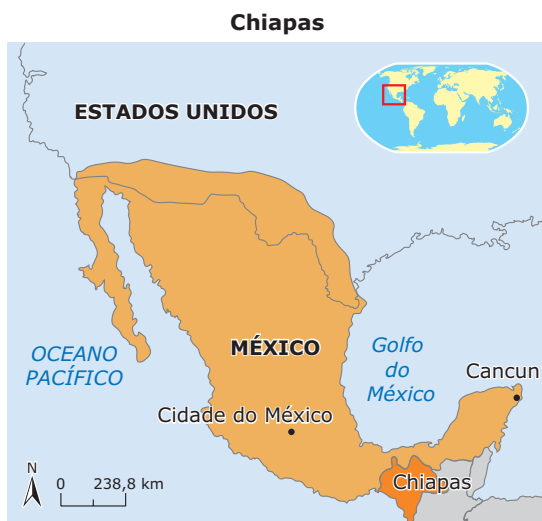 Chiapas
ESTADOS UNIDOS
OCEANO
PACÍFICO
MÉXICO
Golfo
do
México
Cancun
Cidade do México
Chiapas
N
0 238,8 km